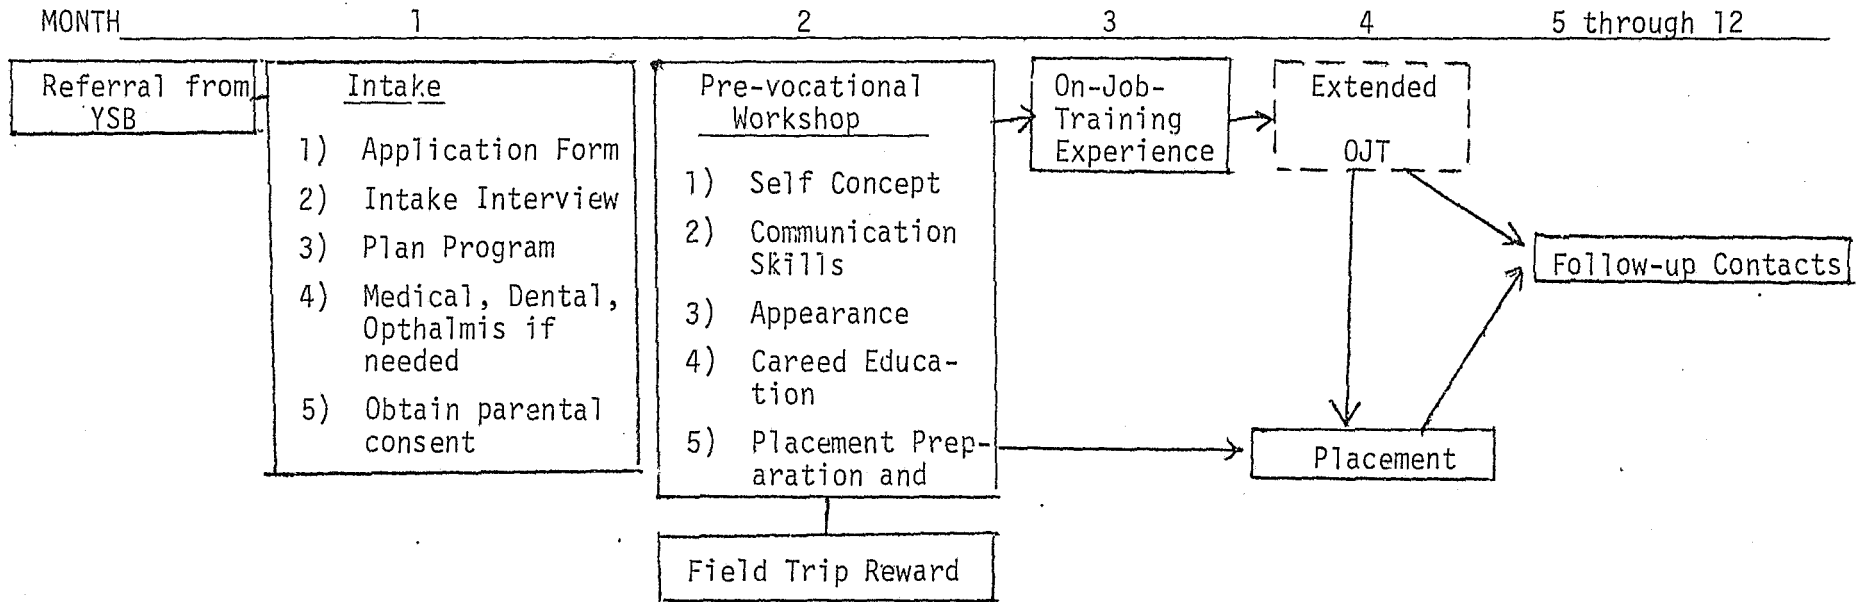 MONTH 1 2 3 4 5 through 12
Referral from
YSB
Intake
1) Application Form
2) Intake Interview
3) Plan Program
4) Medical, Dental,
Opthalmis if
needed
5) Obtain parental
consent
Pre-vocational
Workshop
1) Self Concept
2) Communication
Skills
3) Appearance
4) Careed Educa-
tion
5) Placement Prep-
aration and
Field Trip Reward
On-Job-
Training
Experience
Extended
OJT
Placement
Follow-up Contacts